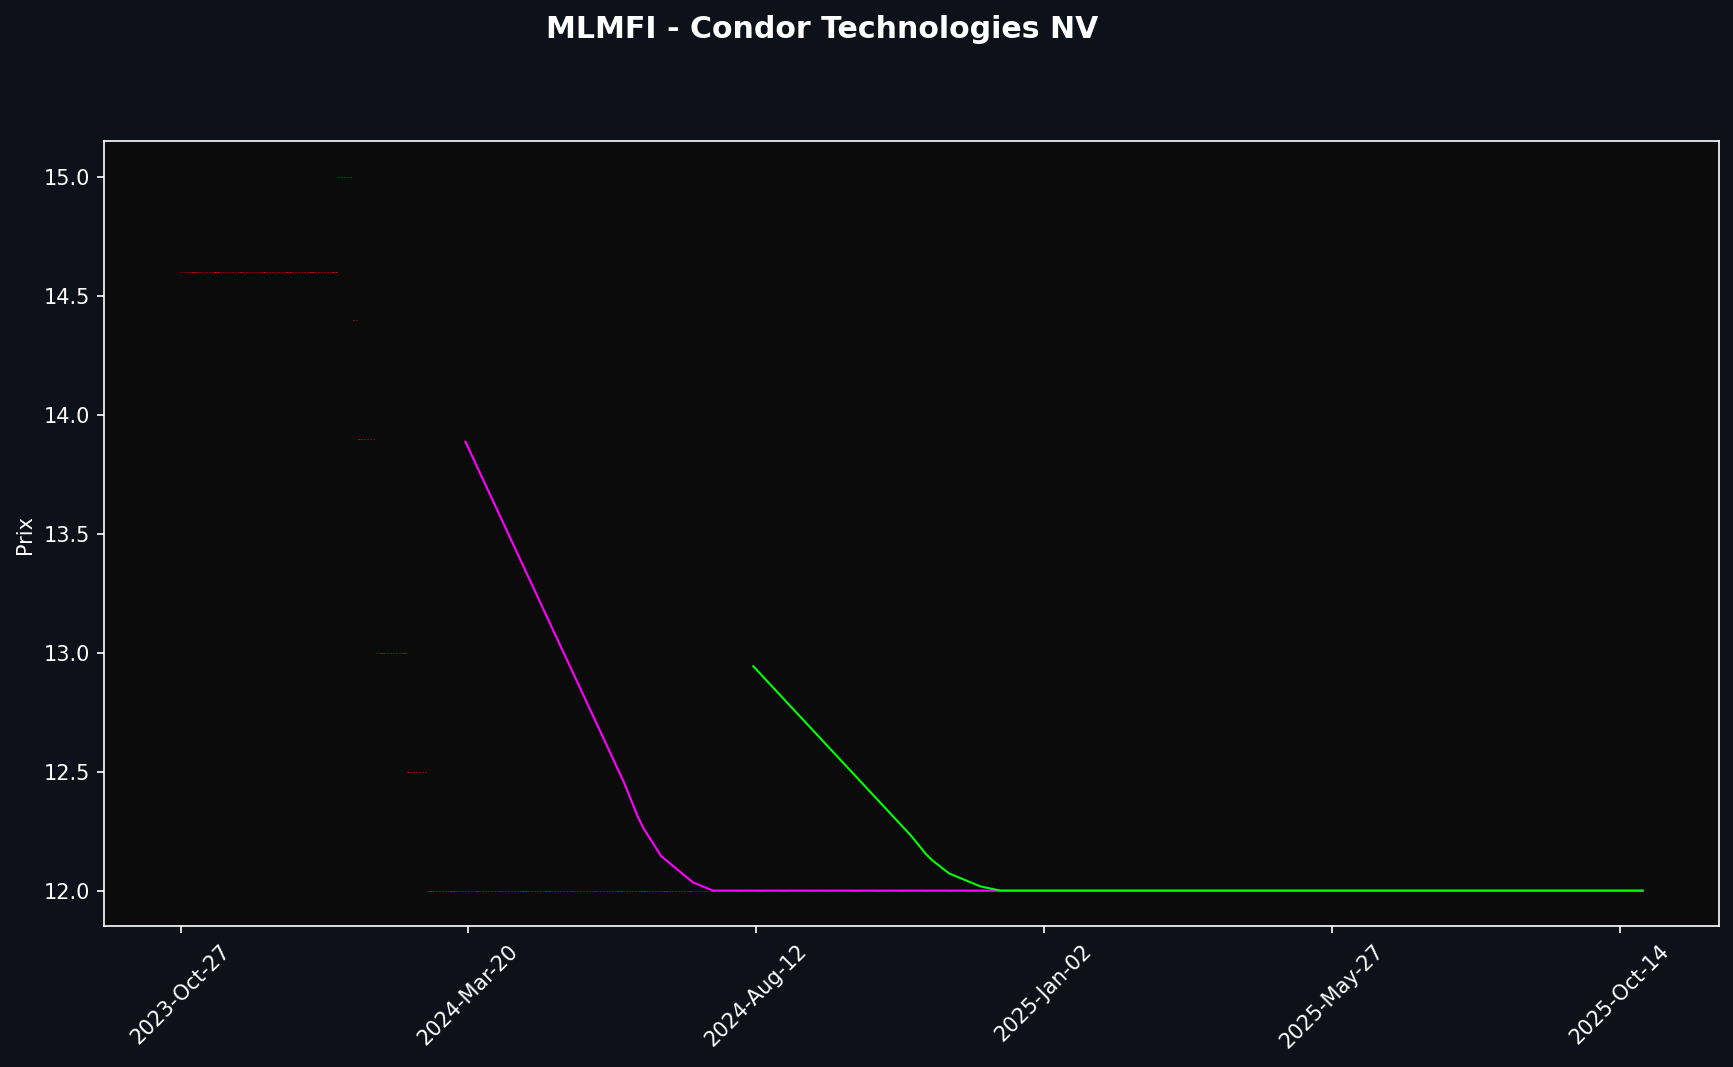 MLMFI - Condor Technologies NV
Prix
15.0
14.5
14.0
13.5
13.0
12.5
12.0
2023-Oct-27
2024-Mar-20
2024-Aug-12
2025-Jan-02
2025-May-27
2025-Oct-14